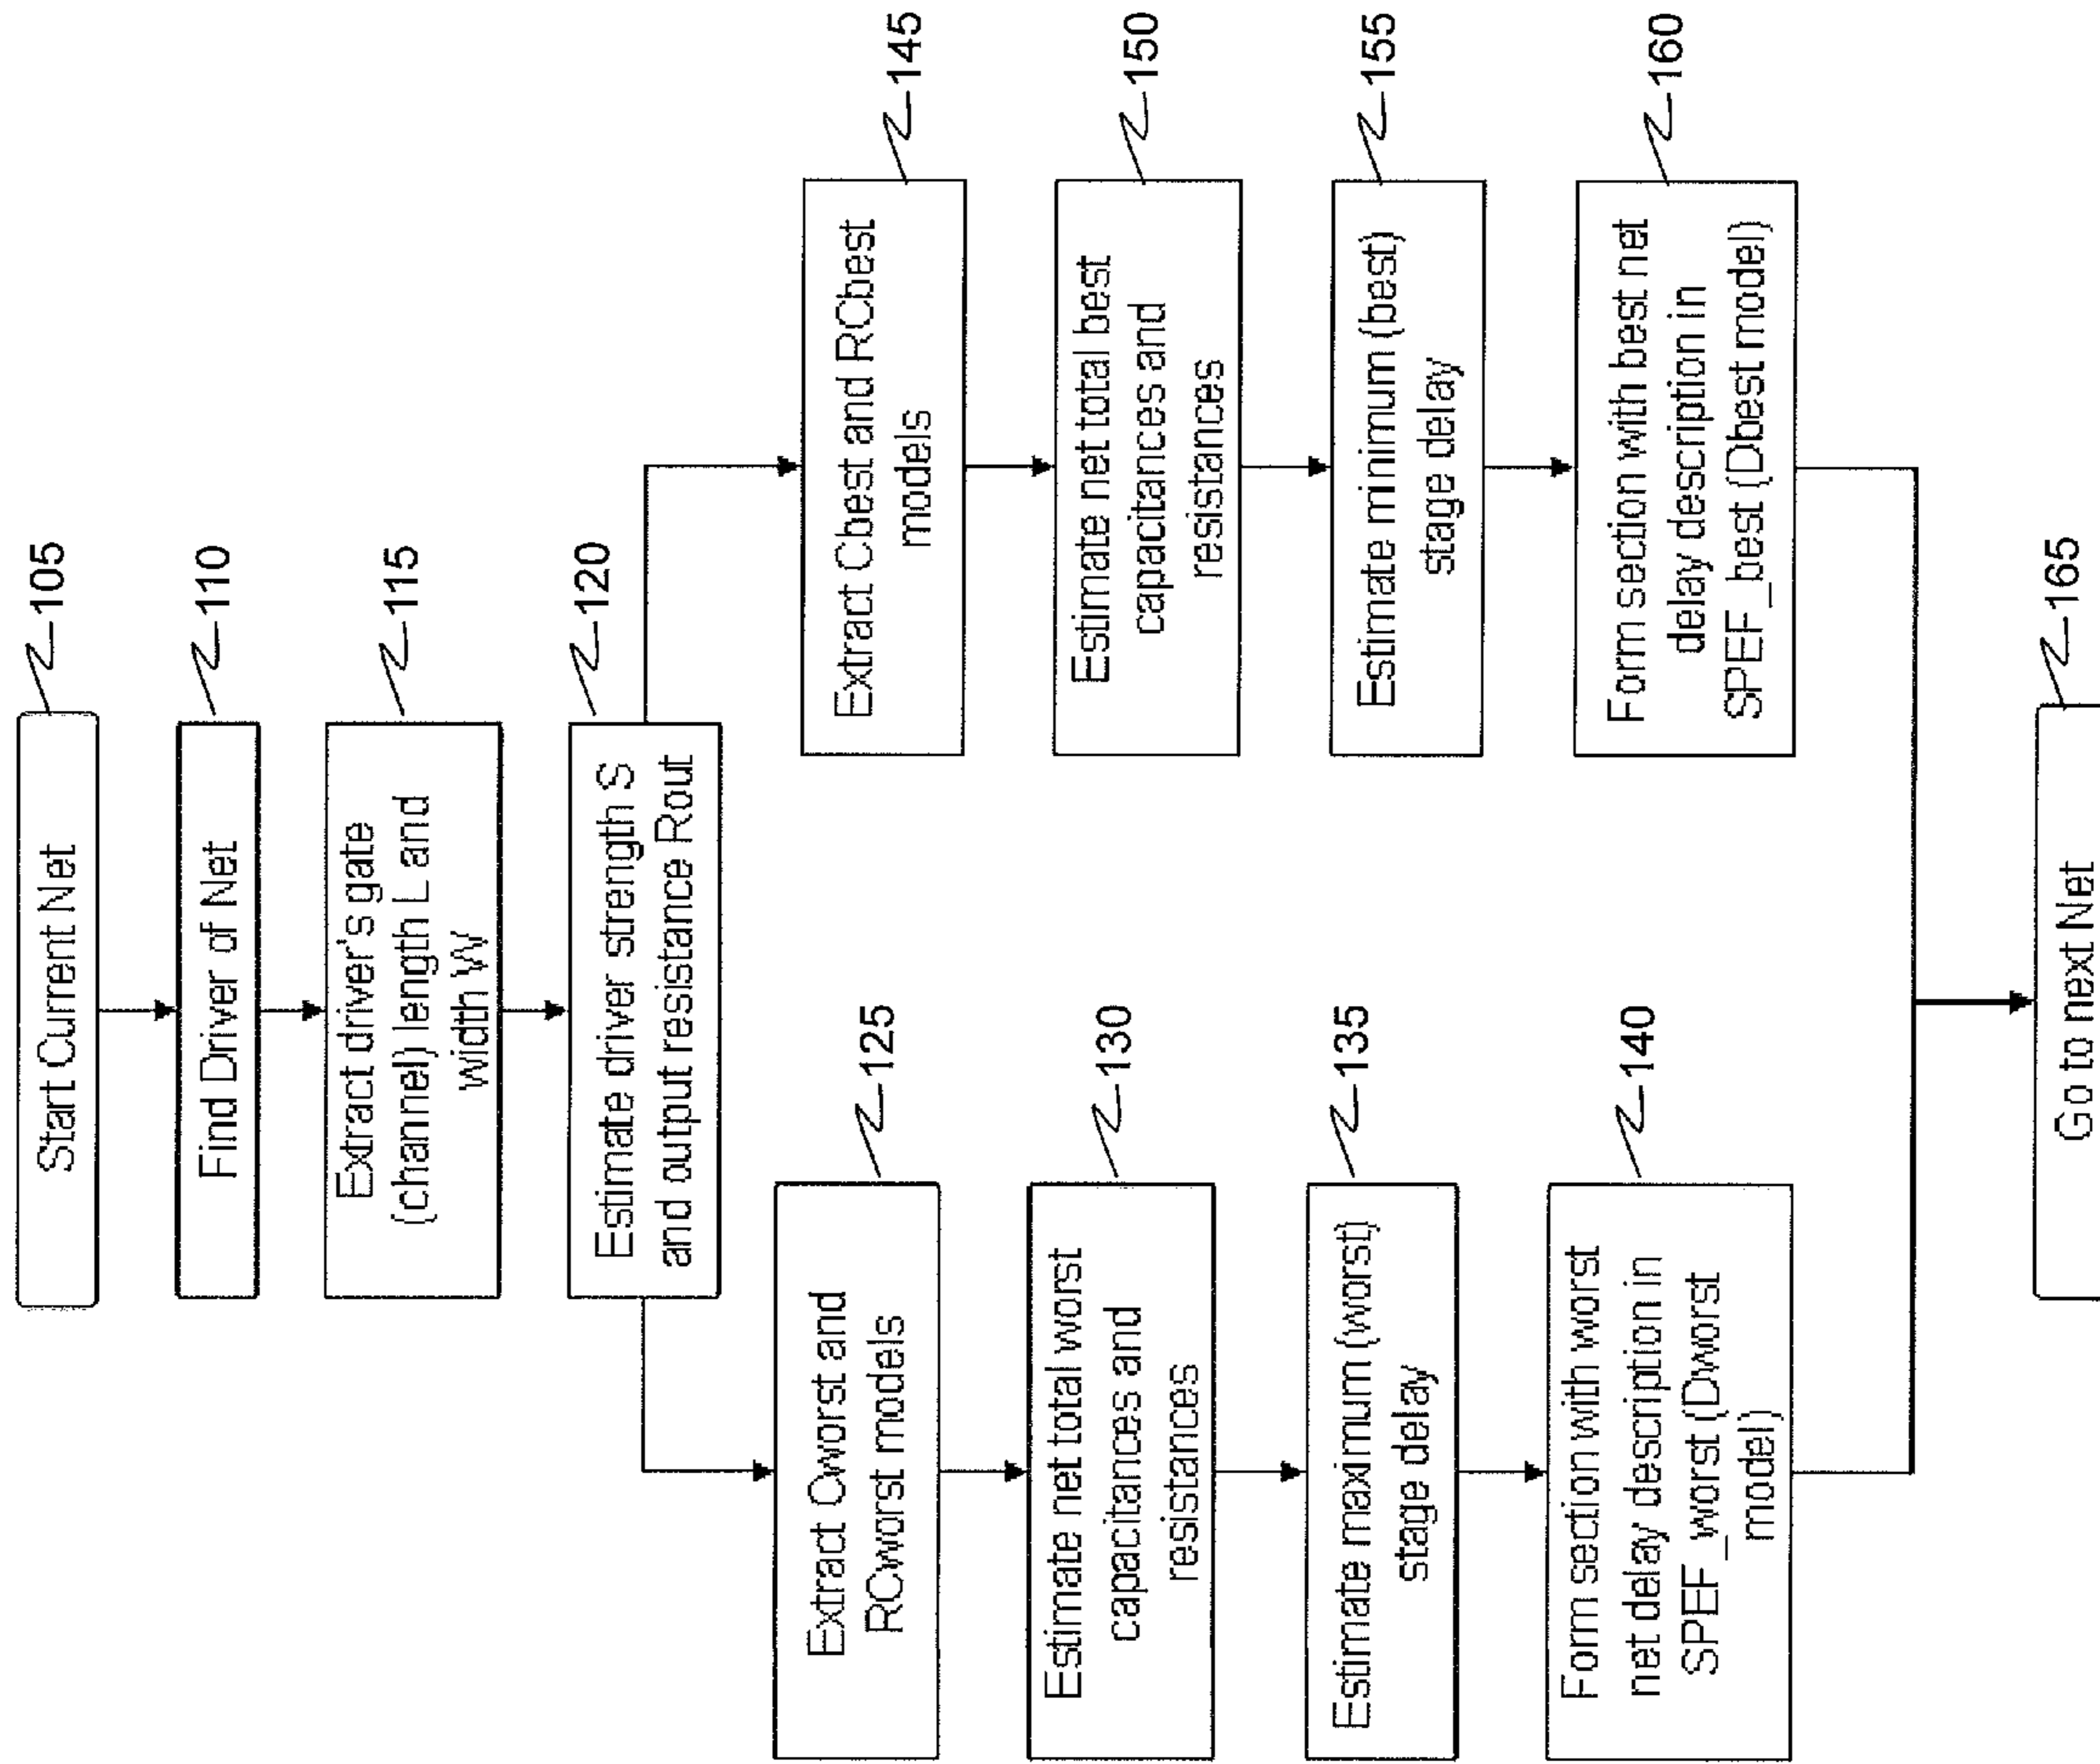 Start Current Net
105
Find Driver of Net
110
Extract driver's gate
(channel) length L and
width W
115
Estimate driver strength S
and output resistance Rout
120
Extract Cworst and
RCworst models
125
Estimate net total worst
capacitances and
resistances
130
Estimate maximum (worst)
stage delay
135
Form section with worst
net delay description in
SPEF_worst (Dworst
model)
140
Extract Cbest and RCbest
models
145
Estimate net total best
capacitances and
resistances
150
Estimate minimum (best)
stage delay
155
Form section with best net
delay description in
SPEF_best (Dbest model)
160
Go to next Net
165